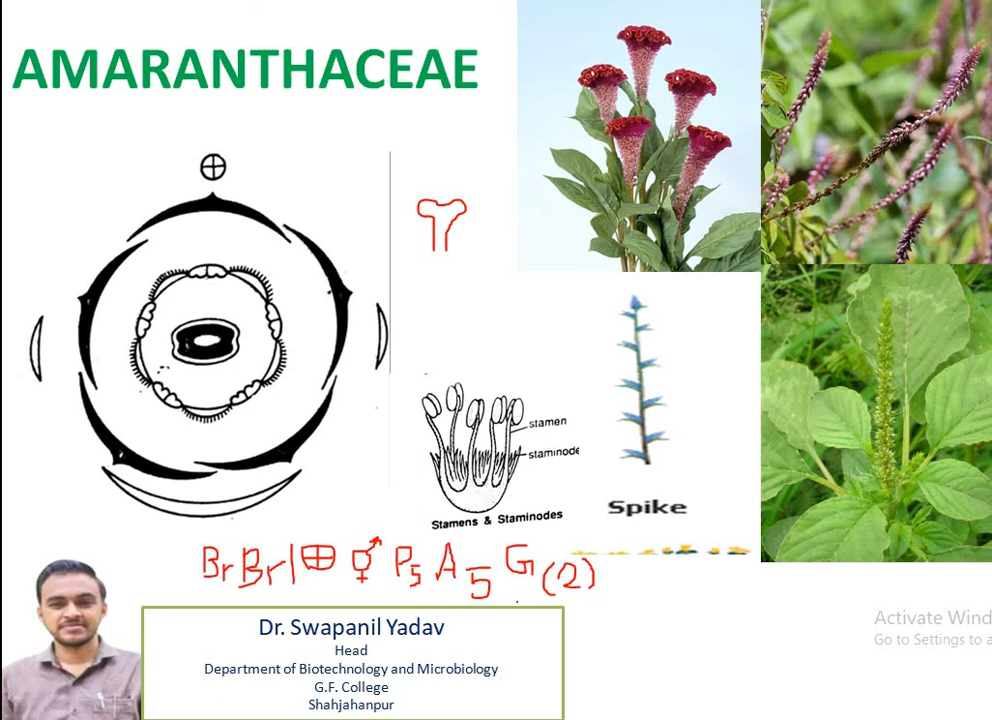 AMARANTHACEAE
stamen
staminode
Stamens & Staminodes
Spike
Br Brl ⊕ ⚥ P5 A 5 G (2)
Dr. Swapanil Yadav
Head
Department of Biotechnology and Microbiology
G.F. College
Shahjahanpur
Activate Wind
Go to Settings to a